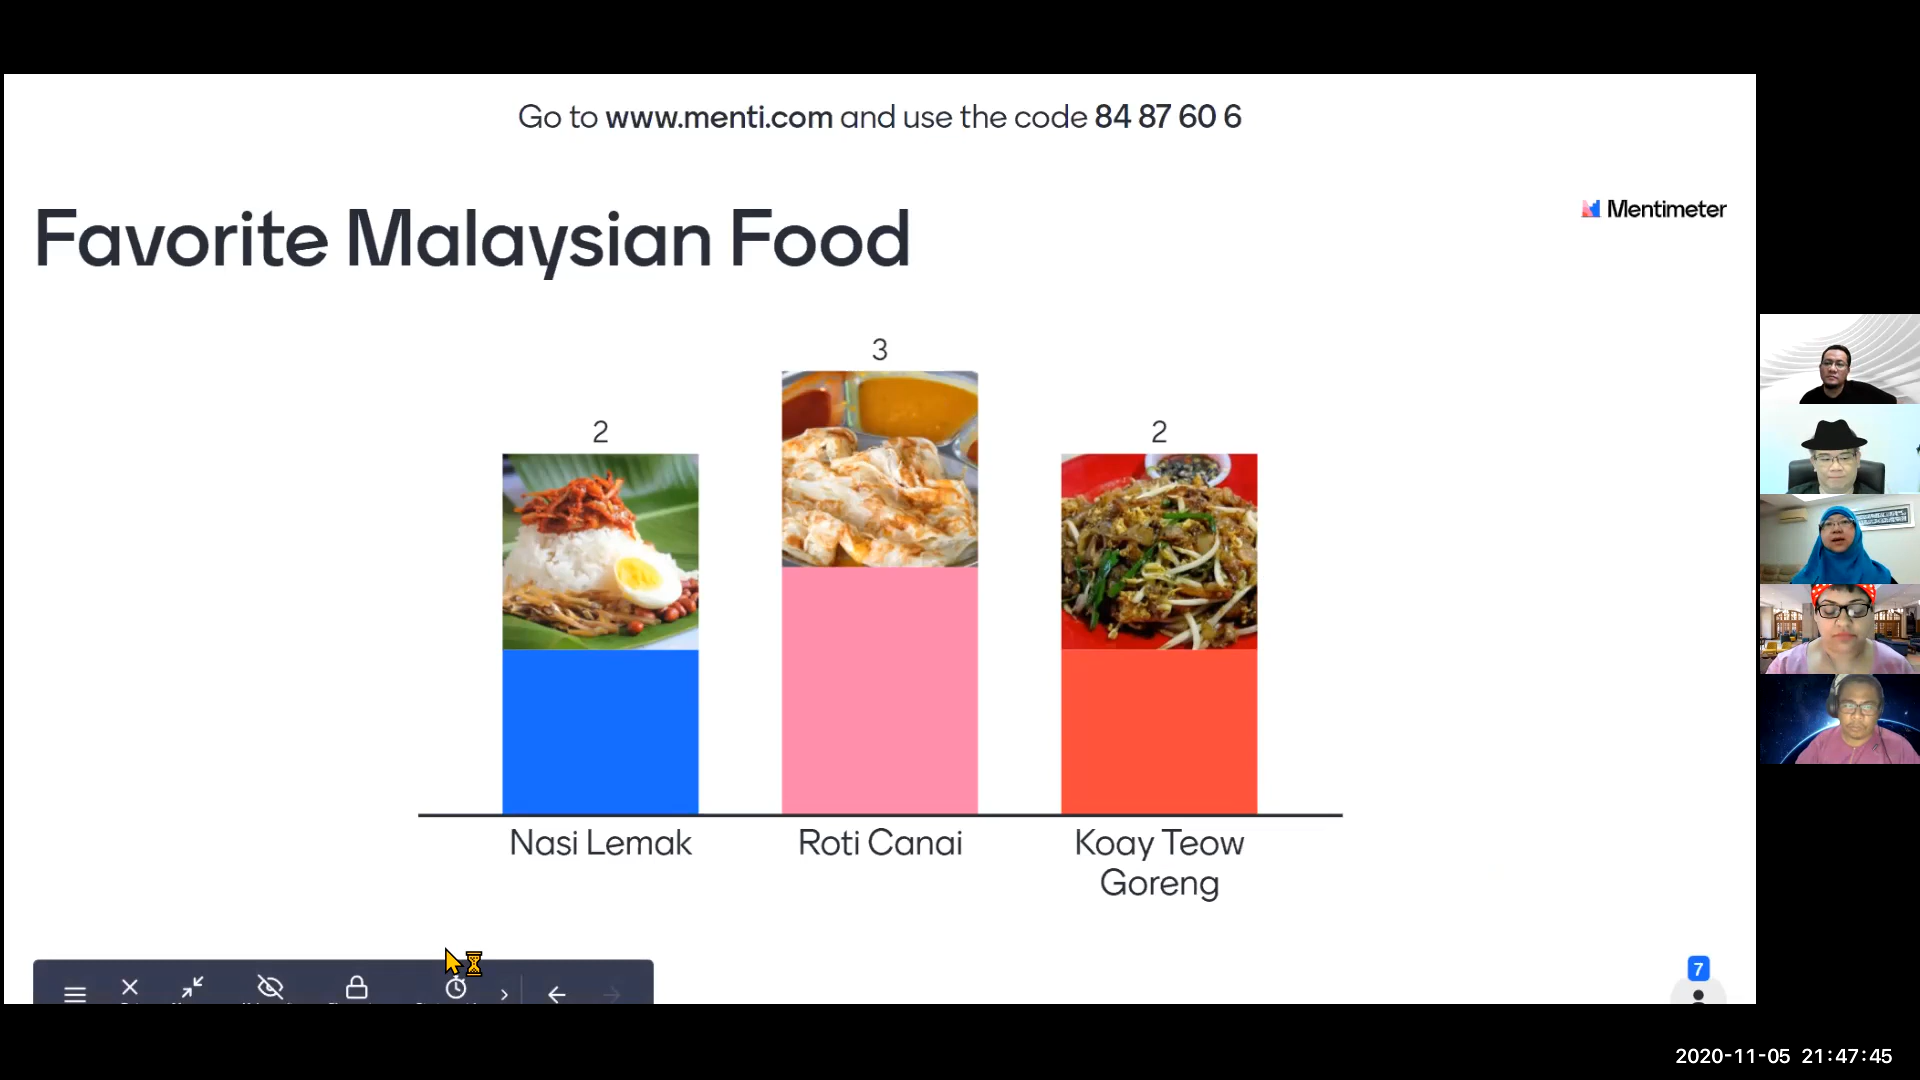 Go to www.menti.com and use the code 84 87 60 6
Favorite Malaysian Food
Mentimeter
2
3
2
Nasi Lemak
Roti Canai
Koay Teow
Goreng
7
2020-11-05 21:47:45